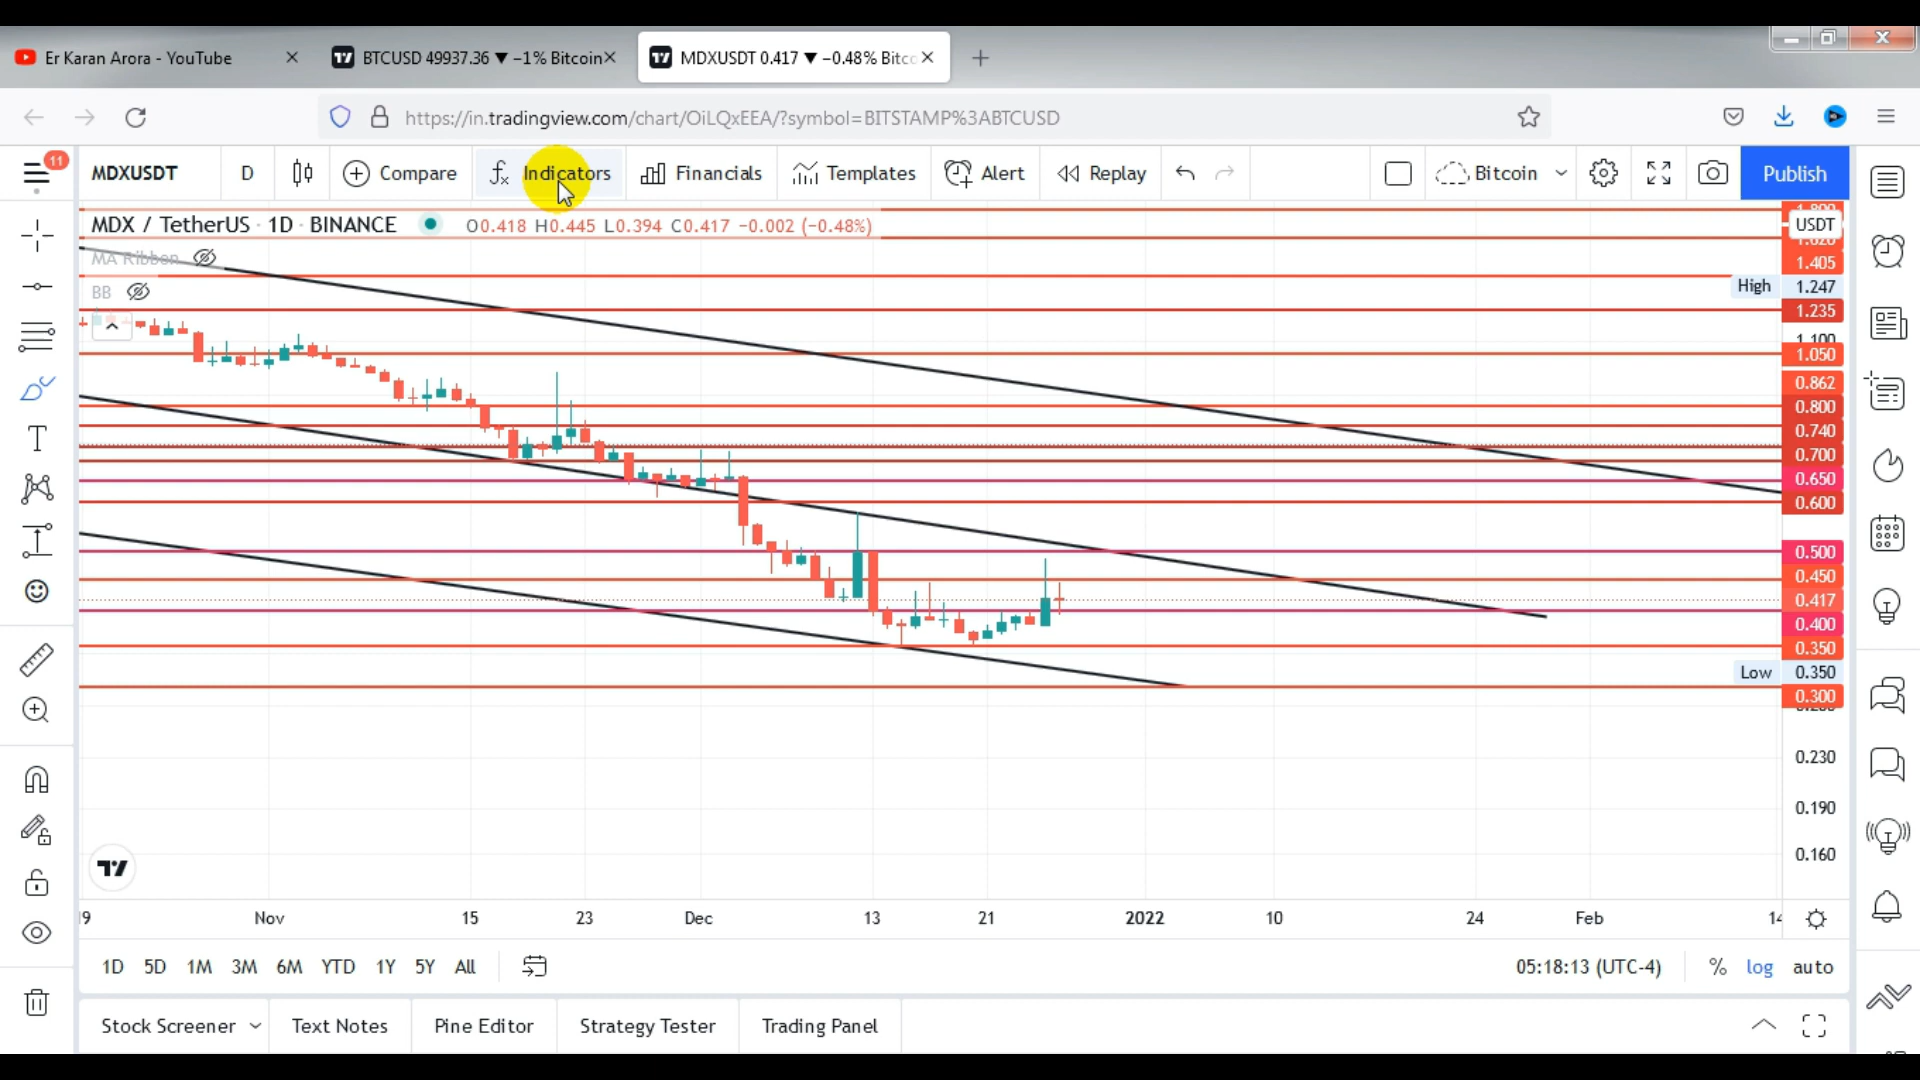 Er Karan Arora - YouTube
BTCUSD 49937.36 ▼ −1% Bitcoin
MDXUSDT 0.417 ▼ −0.48% Bitc
https://in.tradingview.com/chart/OiLQxEEA/?symbol=BITSTAMP%3ABTCUSD
11
MDXUSDT
D
Compare
Indicators
Financials
Templates
Alert
Replay
Bitcoin
Publish
MDX / TetherUS · 1D · BINANCE
O0.418 H0.445 L0.394 C0.417 −0.002 (−0.48%)
MA Ribbon
BB
USDT
1.405
High 1.247
1.235
1.100
1.050
0.862
0.800
0.740
0.700
0.650
0.600
0.500
0.450
0.417
0.400
0.350
Low 0.350
0.300
0.230
0.190
0.160
Nov 15 23 Dec 13 21 2022 10 24 Feb 14
1D 5D 1M 3M 6M YTD 1Y 5Y All
05:18:13 (UTC-4)
% log auto
Stock Screener
Text Notes
Pine Editor
Strategy Tester
Trading Panel